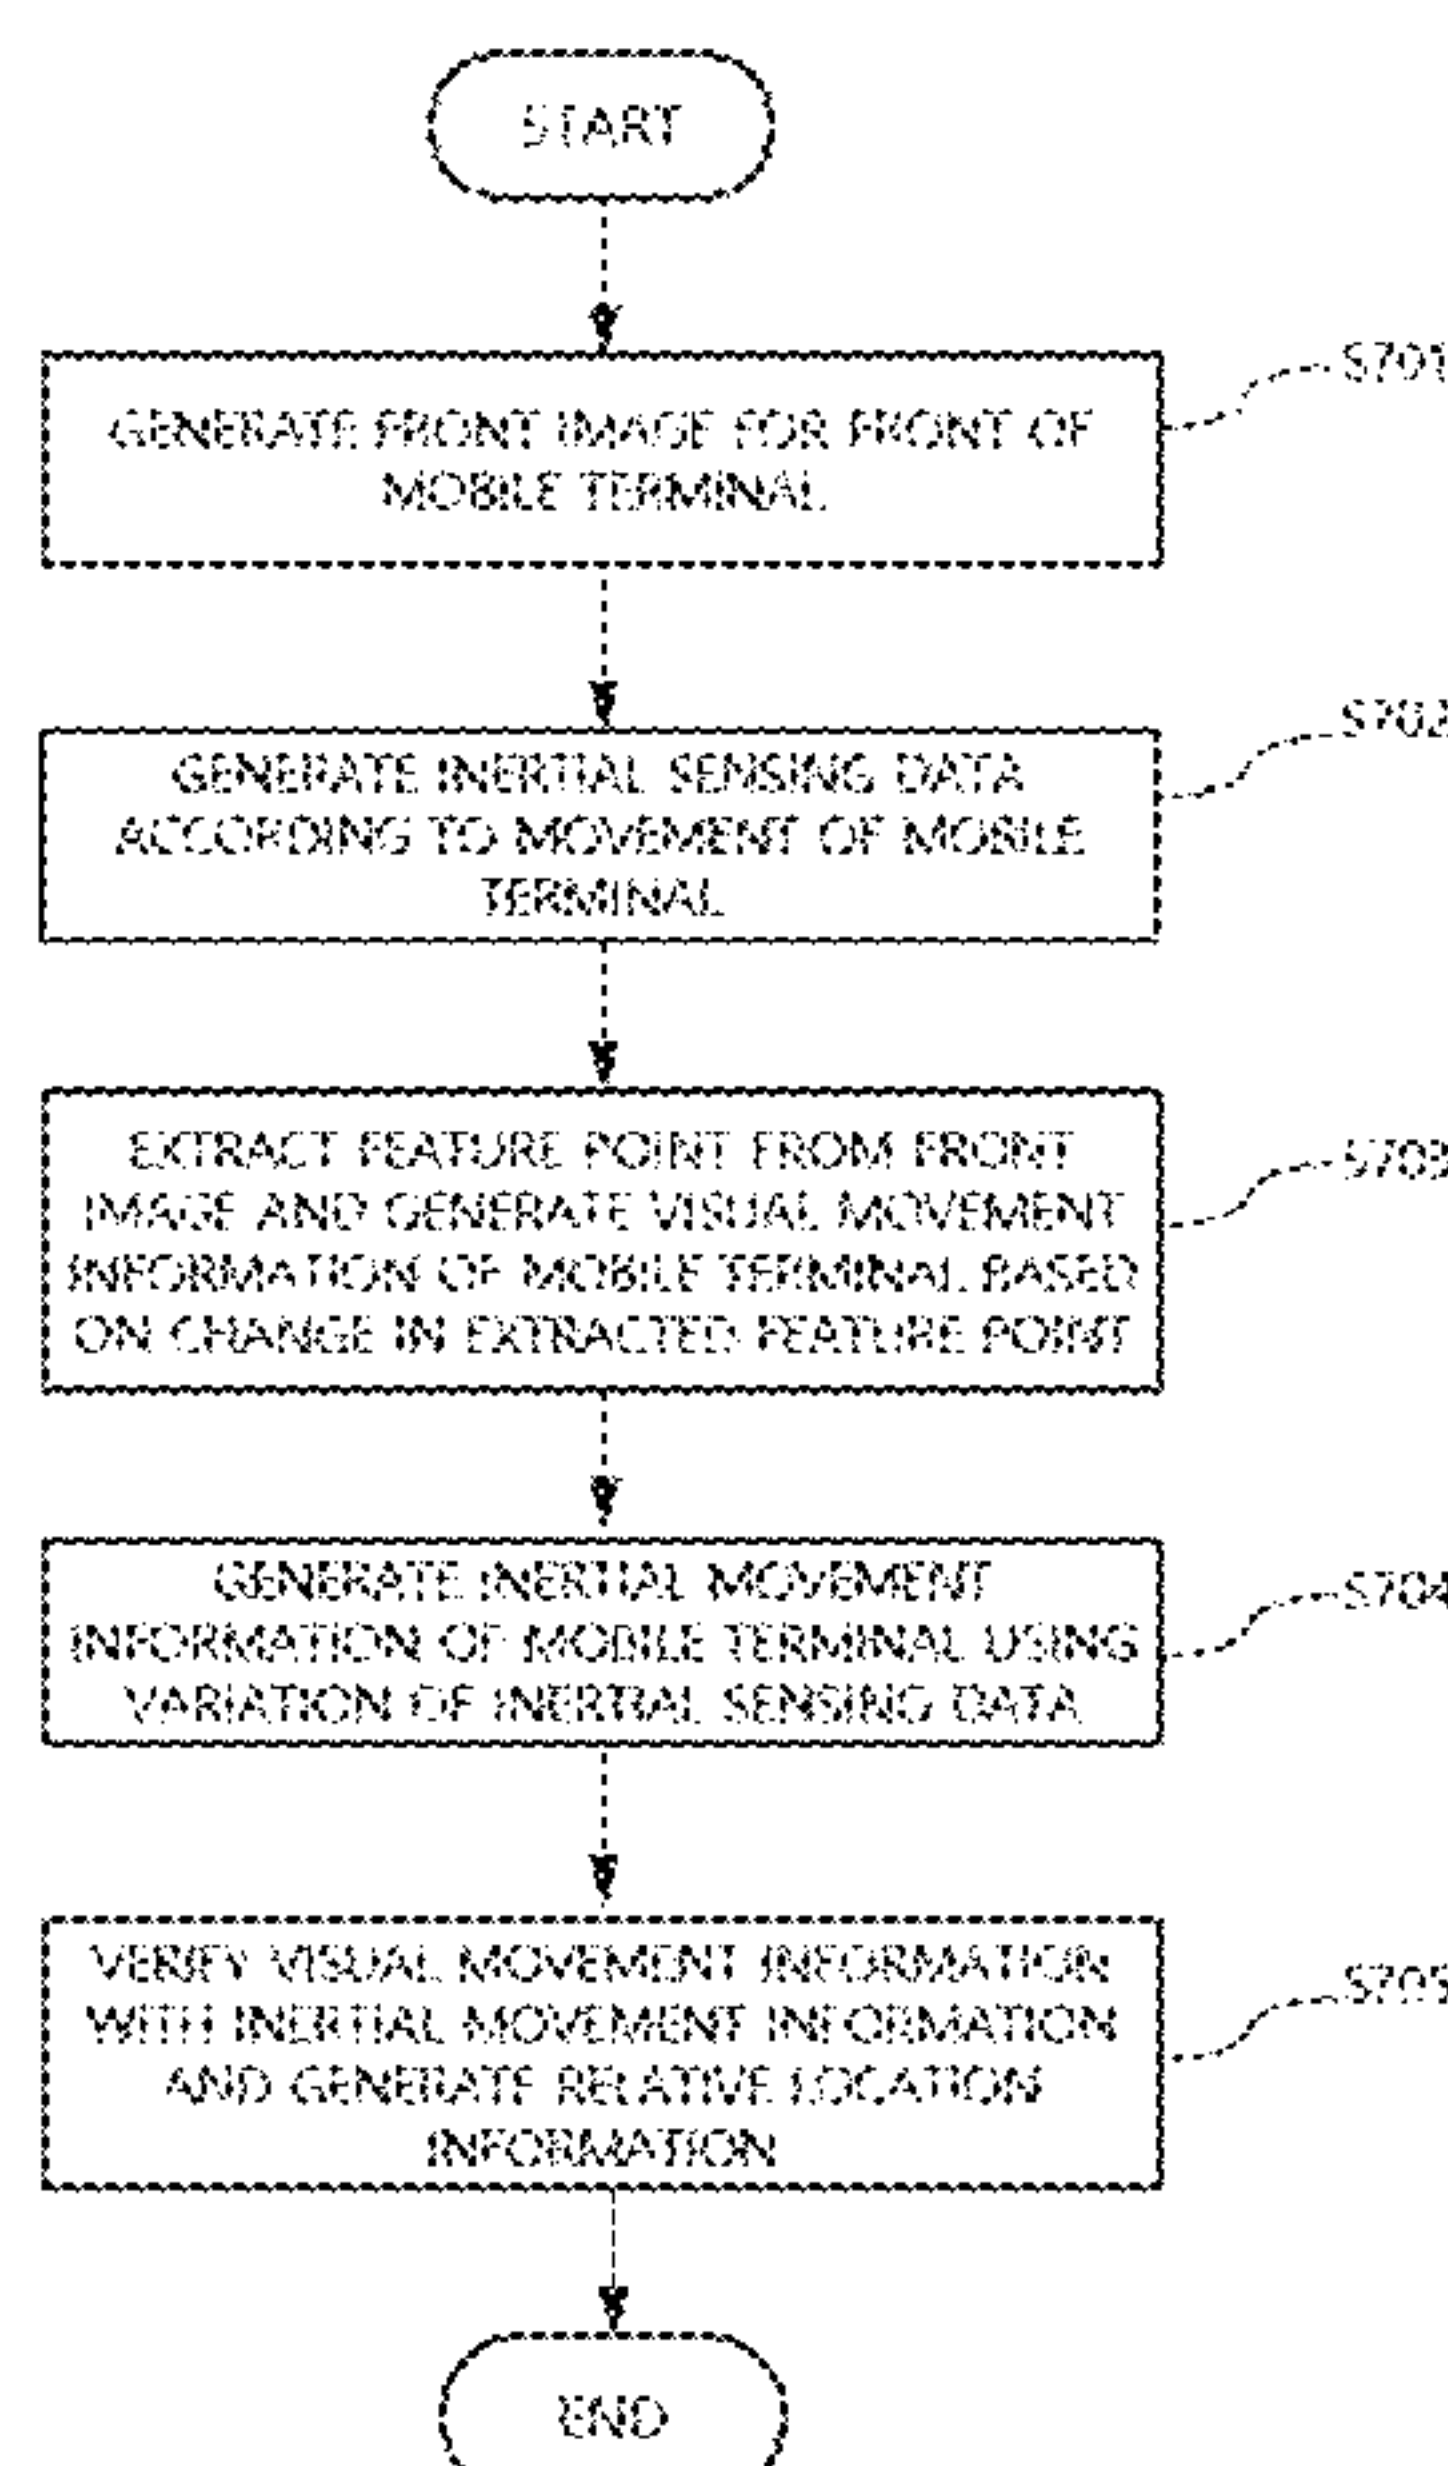 START
GENERATE FRONT IMAGE FOR FRONT OF
MOBILE TERMINAL
S701
GENERATE INERTIAL SENSING DATA
ACCORDING TO MOVEMENT OF MOBILE
TERMINAL
S702
EXTRACT FEATURE POINT FROM FRONT
IMAGE AND GENERATE VISUAL MOVEMENT
INFORMATION OF MOBILE TERMINAL BASED
ON CHANGE IN EXTRACTED FEATURE POINT
S703
GENERATE INERTIAL MOVEMENT
INFORMATION OF MOBILE TERMINAL USING
VARIATION OF INERTIAL SENSING DATA
S704
VERIFY VISUAL MOVEMENT INFORMATION
WITH INERTIAL MOVEMENT INFORMATION
AND GENERATE RELATIVE LOCATION
INFORMATION
S705
END